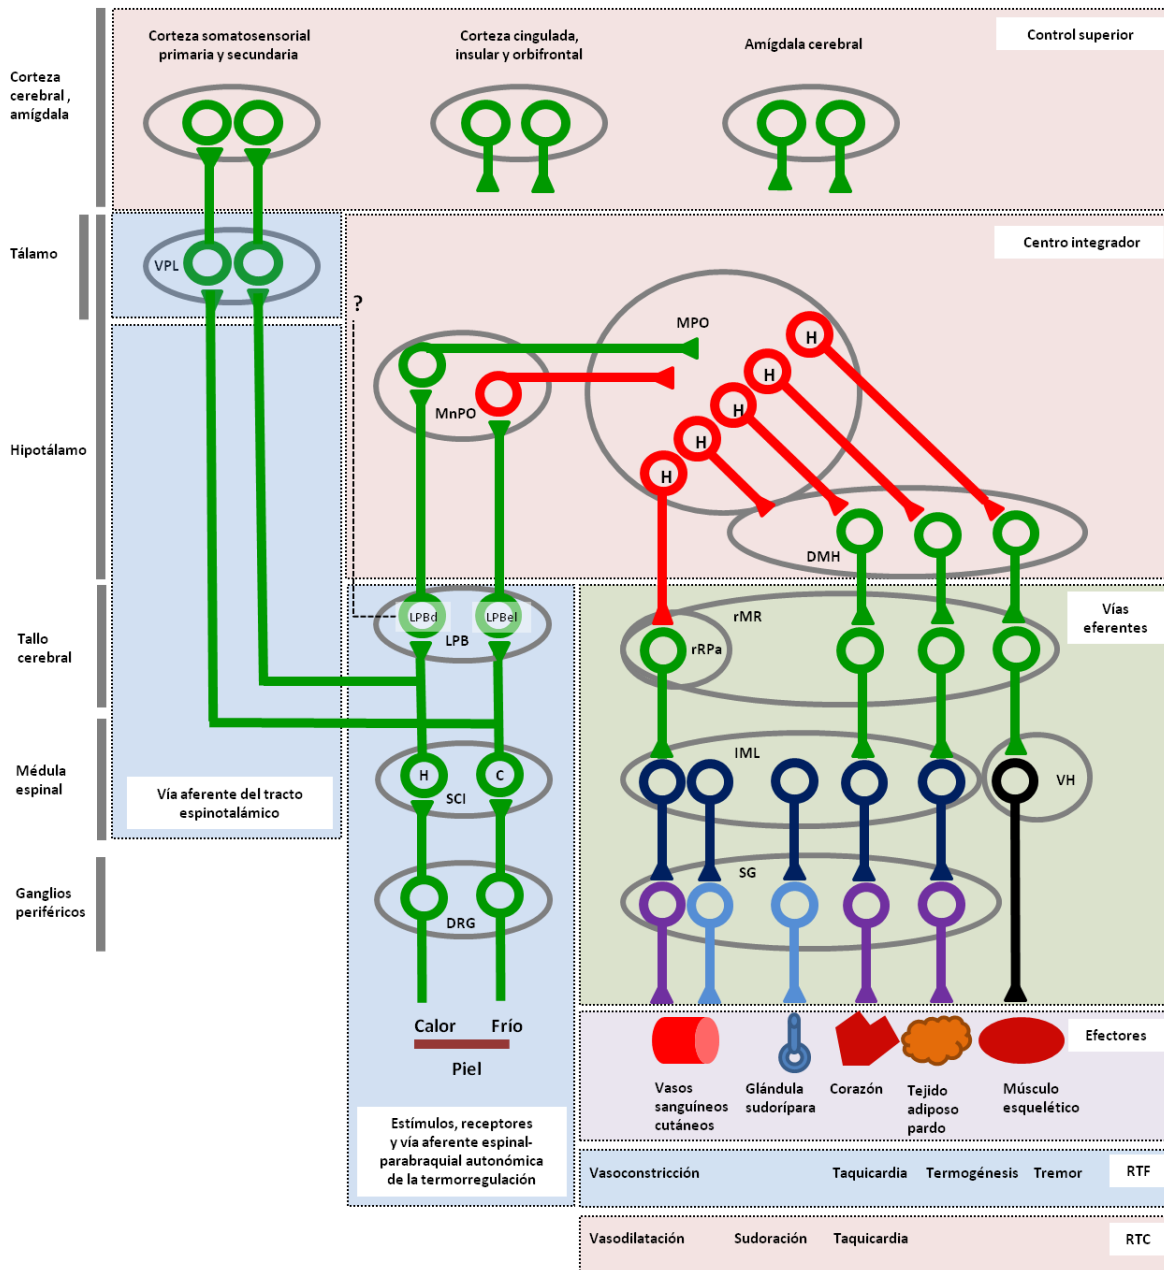 Corteza somatosensorial
primaria y secundaria
Corteza cingulada,
insular y orbifrontal
Amígdala cerebral
Control superior
Corteza
cerebral ,
amígdala
Tálamo
VPL
Centro integrador
?
MPO
H
H
H
H
H
MnPO
Hipotálamo
DMH
Tallo
cerebral
LPBd
LPBel
LPB
rMR
rRPa
Vías
eferentes
Médula
espinal
H
C
SCI
IML
VH
Vía aferente del tracto
espinotalámico
Ganglios
periféricos
DRG
SG
Calor
Frío
Piel
Efectores
Vasos
sanguíneos
cutáneos
Glándula
sudorípara
Corazón
Tejido
adiposo
pardo
Músculo
esquelético
Estímulos, receptores
y vía aferente espinal-
parabraquial autonómica
de la termorregulación
Vasoconstricción
Taquicardia
Termogénesis
Tremor
RTF
Vasodilatación
Sudoración
Taquicardia
RTC